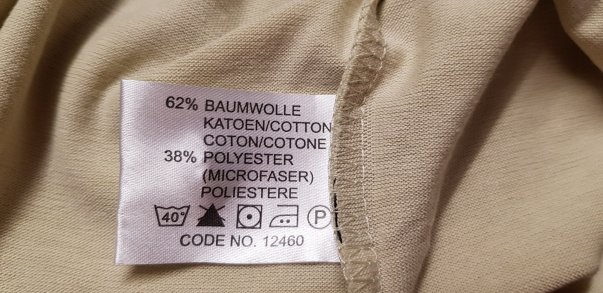 62% BAUMWOLLE
KATOEN/COTTON
COTON/COTONE
38% POLYESTER
(MICROFASER)
POLIESTERE
40° P
CODE NO. 12460